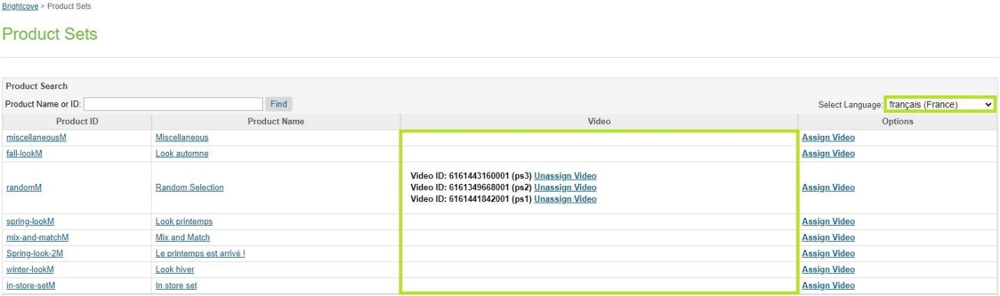 Brightcove > Product Sets
Product Sets
Product Search
Product Name or ID: Find Select Language: français (France)
Product ID Product Name Video Options
miscellaneousM Miscellaneous Assign Video
fall-lookM Look automne Assign Video
Video ID: 6161443160001 (ps3) Unassign Video
randomM Random Selection Video ID: 6161349668001 (ps2) Unassign Video Assign Video
Video ID: 6161441842001 (ps1) Unassign Video
spring-lookM Look printemps Assign Video
mix-and-matchM Mix and Match Assign Video
Spring-look-2M Le printemps est arrivé ! Assign Video
winter-lookM Look hiver Assign Video
in-store-setM In store set Assign Video